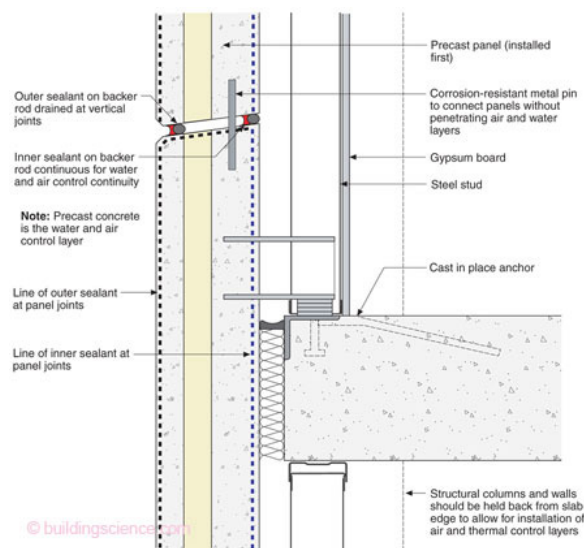 Precast panel (installed
first)
Outer sealant on backer
rod drained at vertical
joints
Corrosion-resistant metal pin
to connect panels without
penetrating air and water
layers
Inner sealant on backer
rod continuous for water
and air control continuity
Gypsum board
Steel stud
Note: Precast concrete
is the water and air
control layer
Cast in place anchor
Line of outer sealant
at panel joints
Line of inner sealant at
panel joints
Structural columns and walls
should be held back from slab
edge to allow for installation of
air and thermal control layers
© buildingscience.com